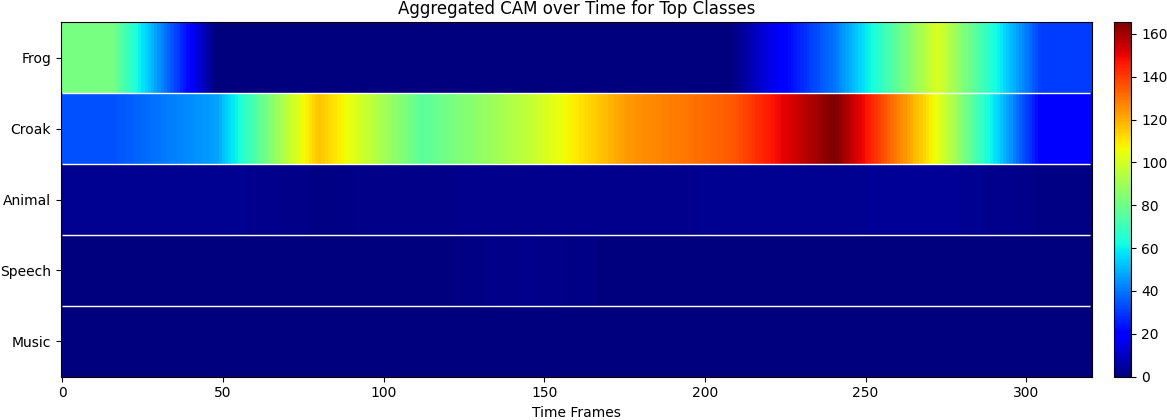 Aggregated CAM over Time for Top Classes
Frog
Croak
Animal
Speech
Music
0 50 100 150 200 250 300
Time Frames
160
140
120
100
80
60
40
20
0